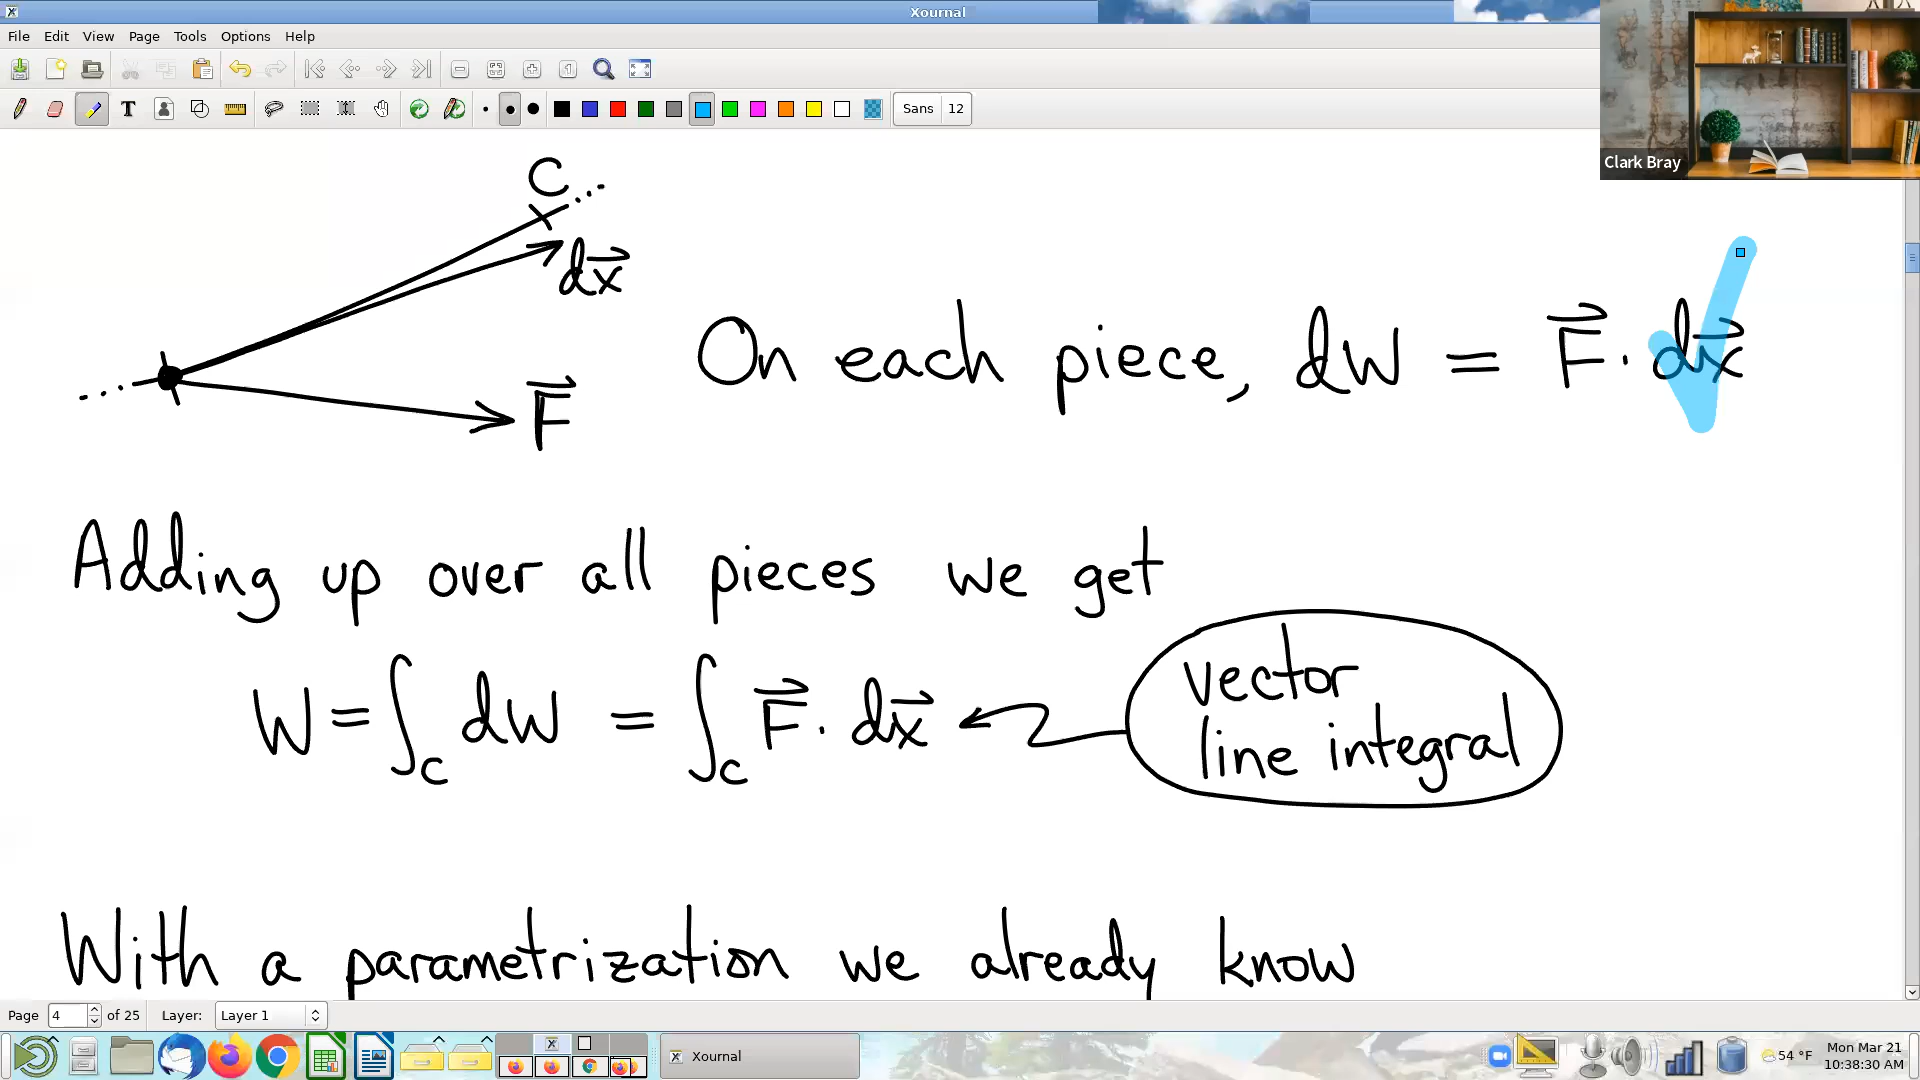 Xournal
File Edit View Page Tools Options Help
Sans 12
Clark Bray
C
dx⃗
On each piece, dW = F⃗ · dx⃗
F⃗
Adding up over all pieces we get
W = ∫_C dW = ∫_C F⃗ · dx⃗
vector
line integral
With a parametrization we already know
Page 4 of 25 Layer: Layer 1
Xournal
54 °F
Mon Mar 21
10:38:30 AM